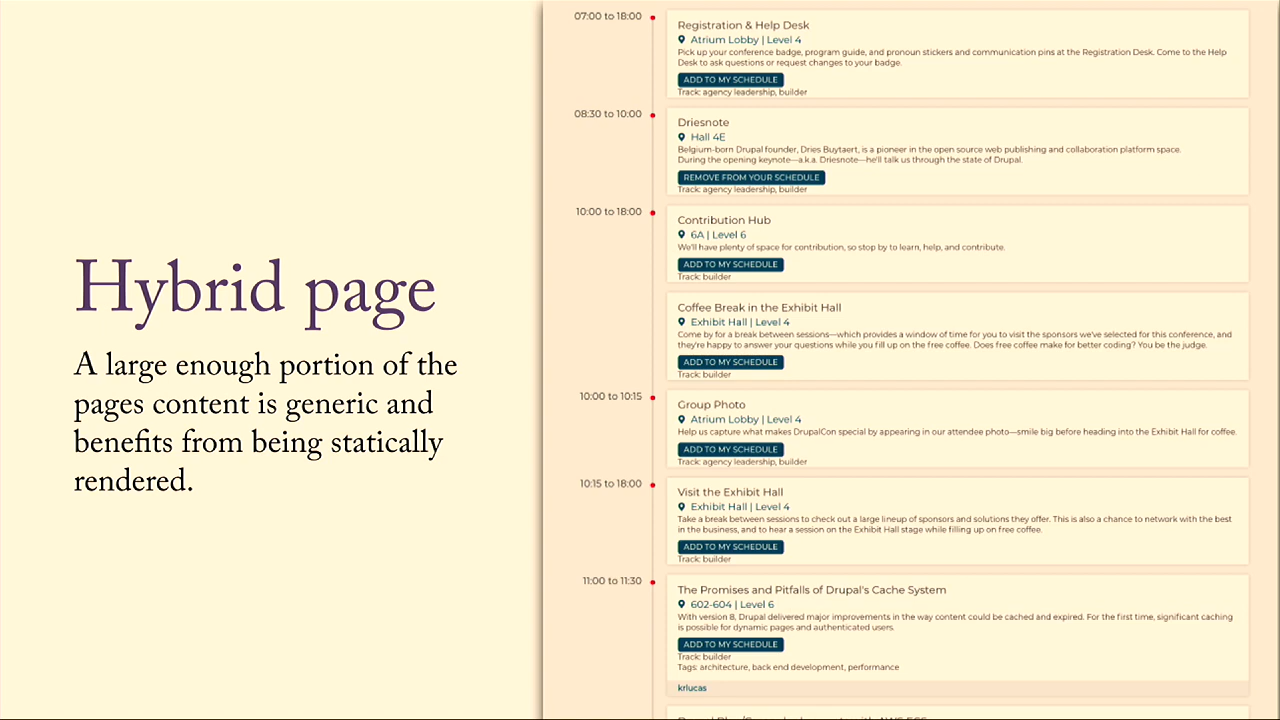 Hybrid page
A large enough portion of the
pages content is generic and
benefits from being statically
rendered.
07:00 to 18:00
Registration & Help Desk
Atrium Lobby | Level 4
Pick up your conference badge, program guide, and pronoun stickers and communication pins at the Registration Desk. Come to the Help
Desk to ask questions or request changes to your badge.
ADD TO MY SCHEDULE
Track: agency leadership, builder
08:30 to 10:00
Driesnote
Hall 4E
Belgium-born Drupal founder, Dries Buytaert, is a pioneer in the open source web publishing and collaboration platform space.
During the opening keynote—a.k.a. Driesnote—he'll talk us through the state of Drupal.
REMOVE FROM YOUR SCHEDULE
Track: agency leadership, builder
10:00 to 18:00
Contribution Hub
6A | Level 6
We'll have plenty of space for contribution, so stop by to learn, help, and contribute.
ADD TO MY SCHEDULE
Track: builder
Coffee Break in the Exhibit Hall
Exhibit Hall | Level 4
Come by for a break between sessions—which provides a window of time for you to visit the sponsors we've selected for this conference, and
they're happy to answer your questions while you fill up on the free coffee. Does free coffee make for better coding? You be the judge.
ADD TO MY SCHEDULE
Track: builder
10:00 to 10:15
Group Photo
Atrium Lobby | Level 4
Help us capture what makes DrupalCon special by appearing in our attendee photo—smile big before heading into the Exhibit Hall for coffee.
ADD TO MY SCHEDULE
Track: agency leadership, builder
10:15 to 18:00
Visit the Exhibit Hall
Exhibit Hall | Level 4
Take a break between sessions to check out a large lineup of sponsors and solutions they offer. This is also a chance to network with the best
in the business, and to hear a session on the Exhibit Hall stage while filling up on free coffee.
ADD TO MY SCHEDULE
Track: builder
11:00 to 11:30
The Promises and Pitfalls of Drupal's Cache System
602-604 | Level 6
With version 8, Drupal delivered major improvements in the way content could be cached and expired. For the first time, significant caching
is possible for dynamic pages and authenticated users.
ADD TO MY SCHEDULE
Track: builder
Tags: architecture, back end development, performance
krlucas